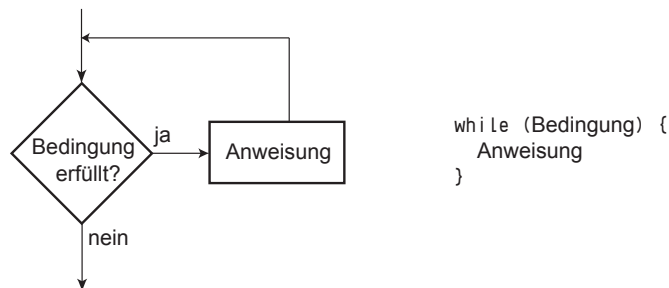 Bedingung
erfüllt?
ja
Anweisung
nein
while (Bedingung) {
Anweisung
}